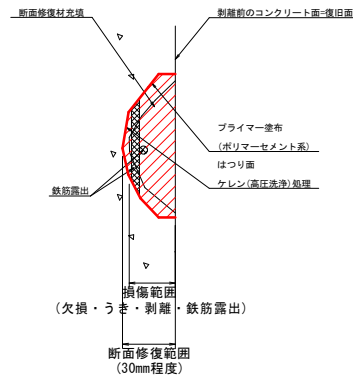 断面修復材充填
剥離前のコンクリート面=復旧面
プライマー塗布
(ポリマーセメント系)
はつり面
ケレン(高圧洗浄)処理
鉄筋露出
損傷範囲
(欠損・うき・剥離・鉄筋露出)
断面修復範囲
(30mm程度)